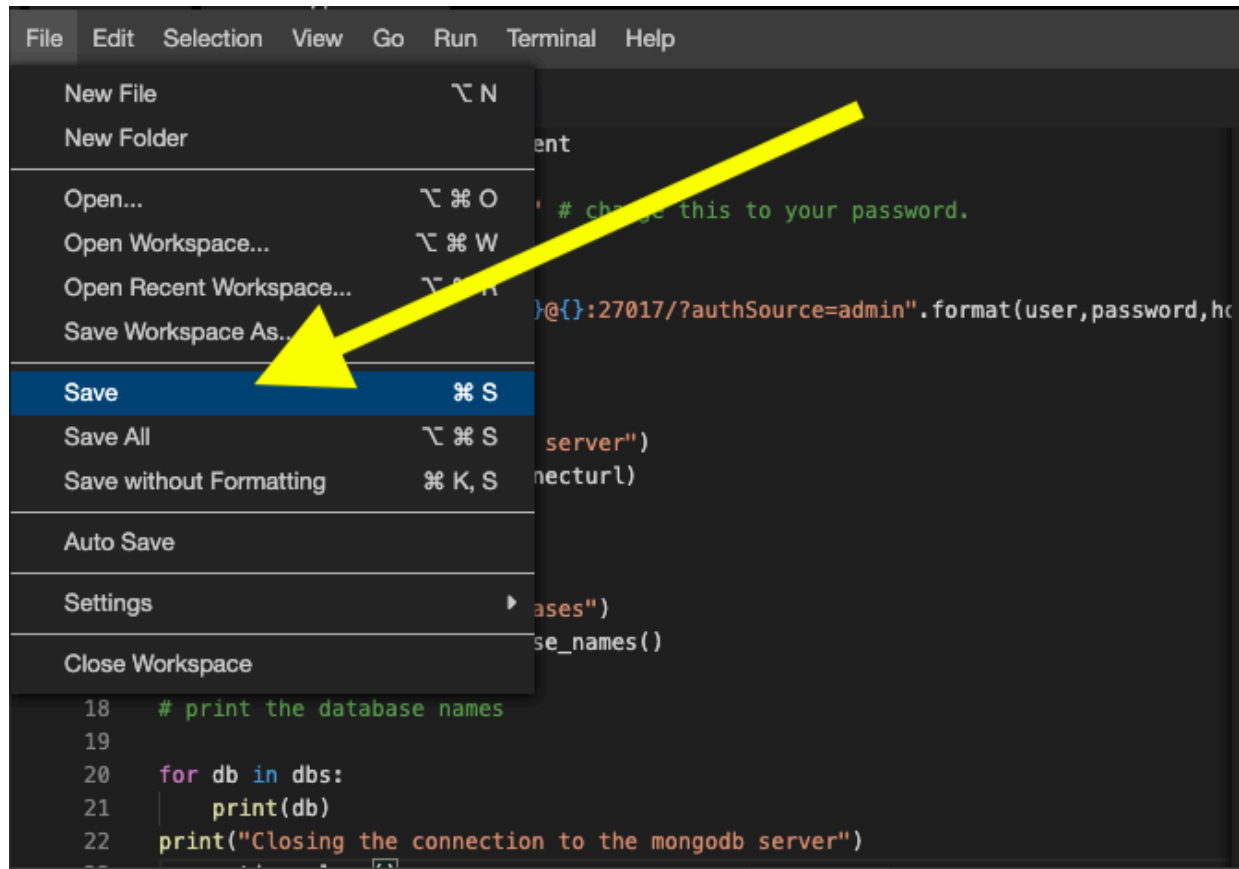 File Edit Selection View Go Run Terminal Help
New File ⌥ N
New Folder
ent
Open... ⌥ ⌘ O
' # change this to your password.
Open Workspace... ⌥ ⌘ W
Open Recent Workspace...
}@{}:27017/?authSource=admin".format(user,password,ho
Save Workspace As...
Save ⌘ S
Save All ⌥ ⌘ S
server")
Save without Formatting ⌘ K, S
necturl)
Auto Save
Settings
ases")
se_names()
Close Workspace
18 # print the database names
19
20 for db in dbs:
21 print(db)
22 print("Closing the connection to the mongodb server")